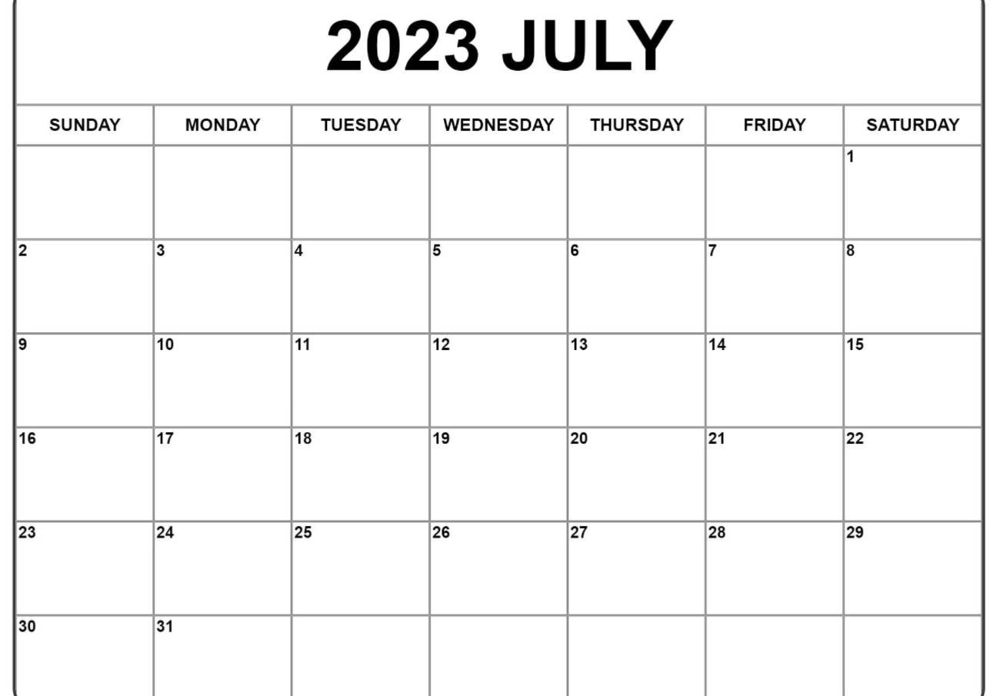 2023 JULY
SUNDAY MONDAY TUESDAY WEDNESDAY THURSDAY FRIDAY SATURDAY
1
2 3 4 5 6 7 8
9 10 11 12 13 14 15
16 17 18 19 20 21 22
23 24 25 26 27 28 29
30 31